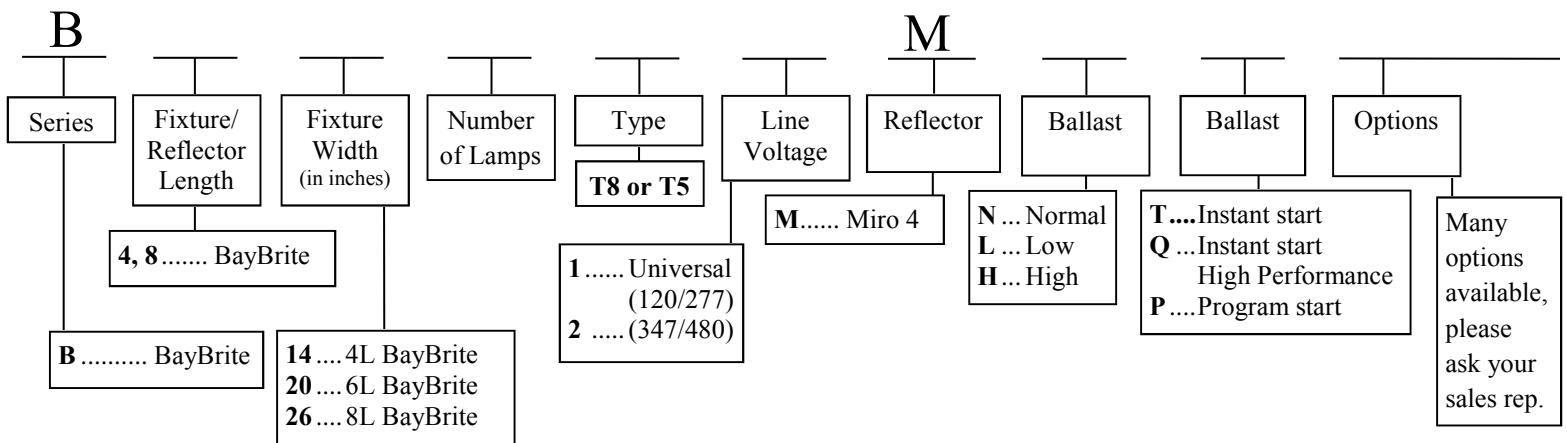 B
M
Series
Fixture/
Reflector
Length
Fixture
Width
(in inches)
Number
of Lamps
Type
Line
Voltage
Reflector
Ballast
Ballast
Options
T8 or T5
4, 8 ....... BayBrite
B .......... BayBrite
14 .... 4L BayBrite
20 .... 6L BayBrite
26 .... 8L BayBrite
1 ...... Universal
(120/277)
2 ..... (347/480)
M...... Miro 4
N ... Normal
L ... Low
H ... High
T....Instant start
Q ... Instant start
High Performance
P .... Program start
Many
options
available,
please
ask your
sales rep.